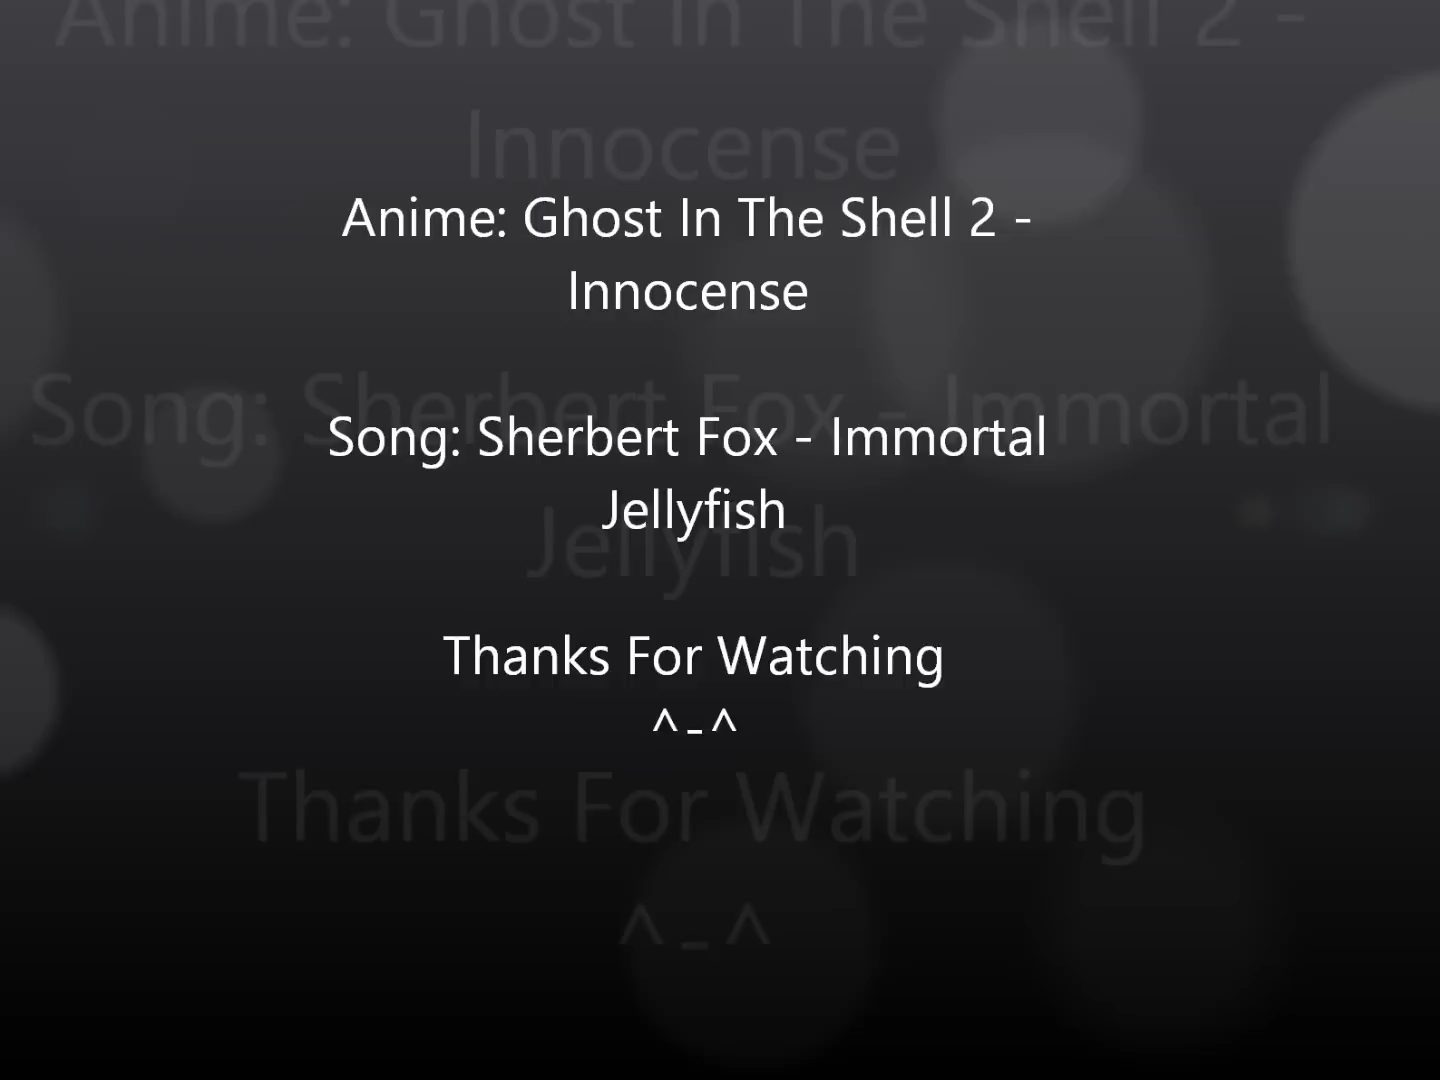 Anime: Ghost In The Shell 2 -
Innocense
Song: Sherbert Fox - Immortal
Jellyfish
Thanks For Watching
^-^